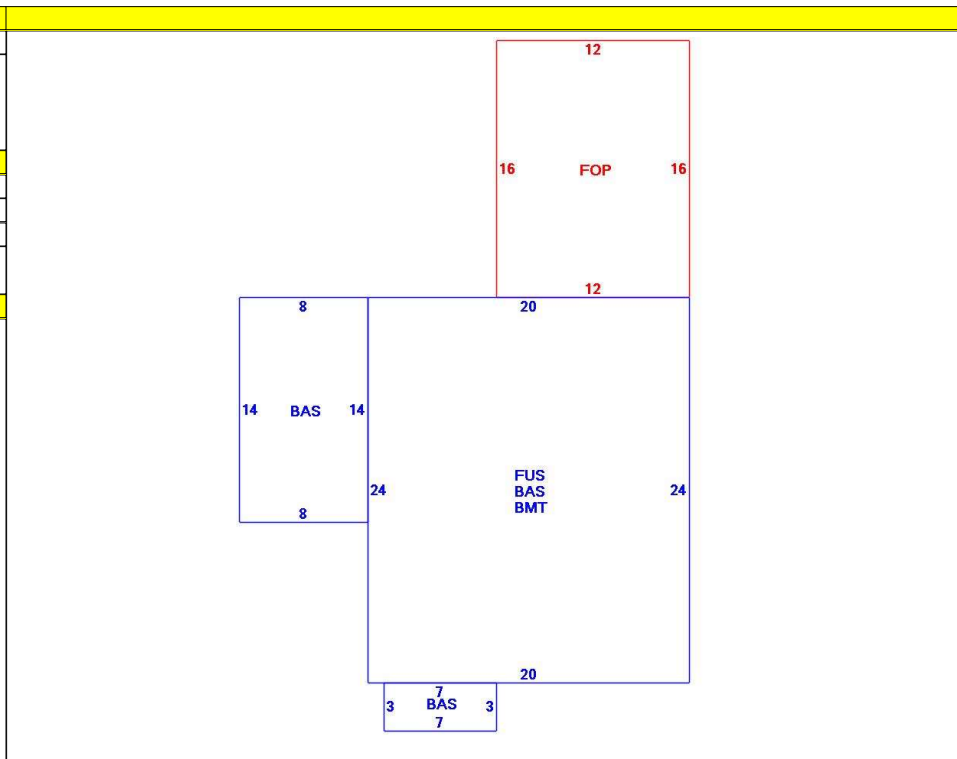 12
16 FOP 16
12
8 20
14 BAS 14
24 FUS 24
BAS
BMT
8
20
7
3 BAS 3
7